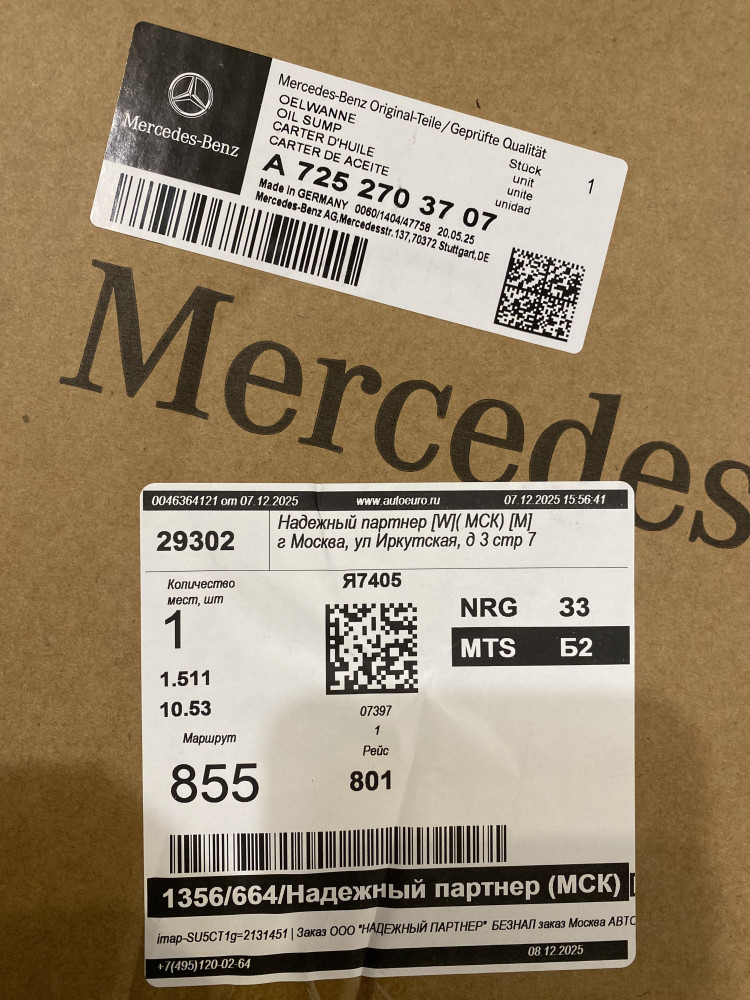 Mercedes-Benz
Mercedes-Benz Original-Teile/Geprüfte Qualität
OELWANNE
OIL SUMP
CARTER D'HUILE
CARTER DE ACEITE
Stück
unit
unite
unidad
1
A 725 270 37 07
Made in GERMANY 0060/1404/47758 20.05.25
Mercedes-Benz AG,Mercedesstr.137,70372 Stuttgart,DE
Mercedes
0046364121 от 07.12.2025 www.autoeuro.ru 07.12.2025 15:56:41
29302
Надежный партнер [W]( МСК) [M]
г Москва, ул Иркутская, д 3 стр 7
Количество
мест, шт
1
1.511
10.53
Маршрут
855
Я7405
07397
1
Рейс
801
NRG 33
MTS Б2
1356/664/Надежный партнер (МСК) [
imap-SU5CT1g=2131451 | Заказ ООО "НАДЕЖНЫЙ ПАРТНЕР" БЕЗНАЛ заказ Москва АВТО
08.12.2025
+7(495)120-02-64